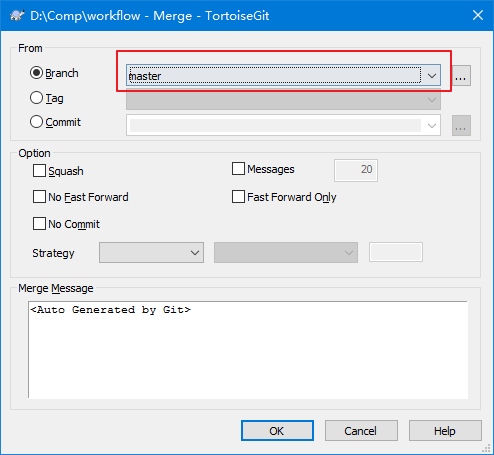 D:\Comp\workflow - Merge - TortoiseGit
From
Branch
master
...
Tag
Commit
...
Option
Squash
Messages
20
No Fast Forward
Fast Forward Only
No Commit
Strategy
Merge Message
<Auto Generated by Git>
OK
Cancel
Help